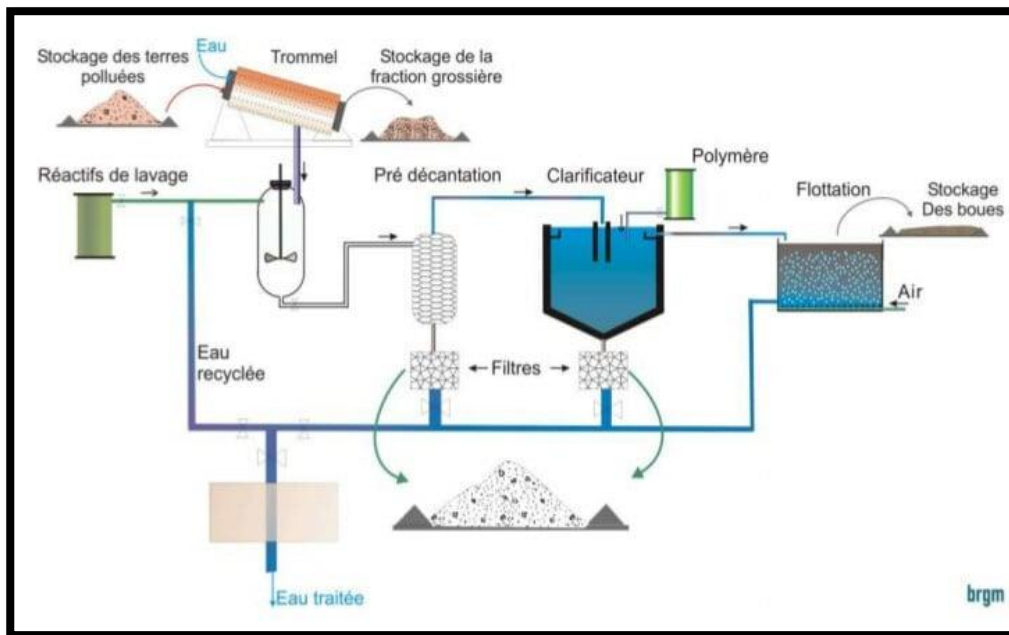 Eau
Trommel
Stockage des terres
polluées
Stockage de la
fraction grossière
Réactifs de lavage
Pré décantation
Clarificateur
Polymère
Flottation
Stockage
Des boues
Air
Eau
recyclée
Filtres
Eau traitée
brgm